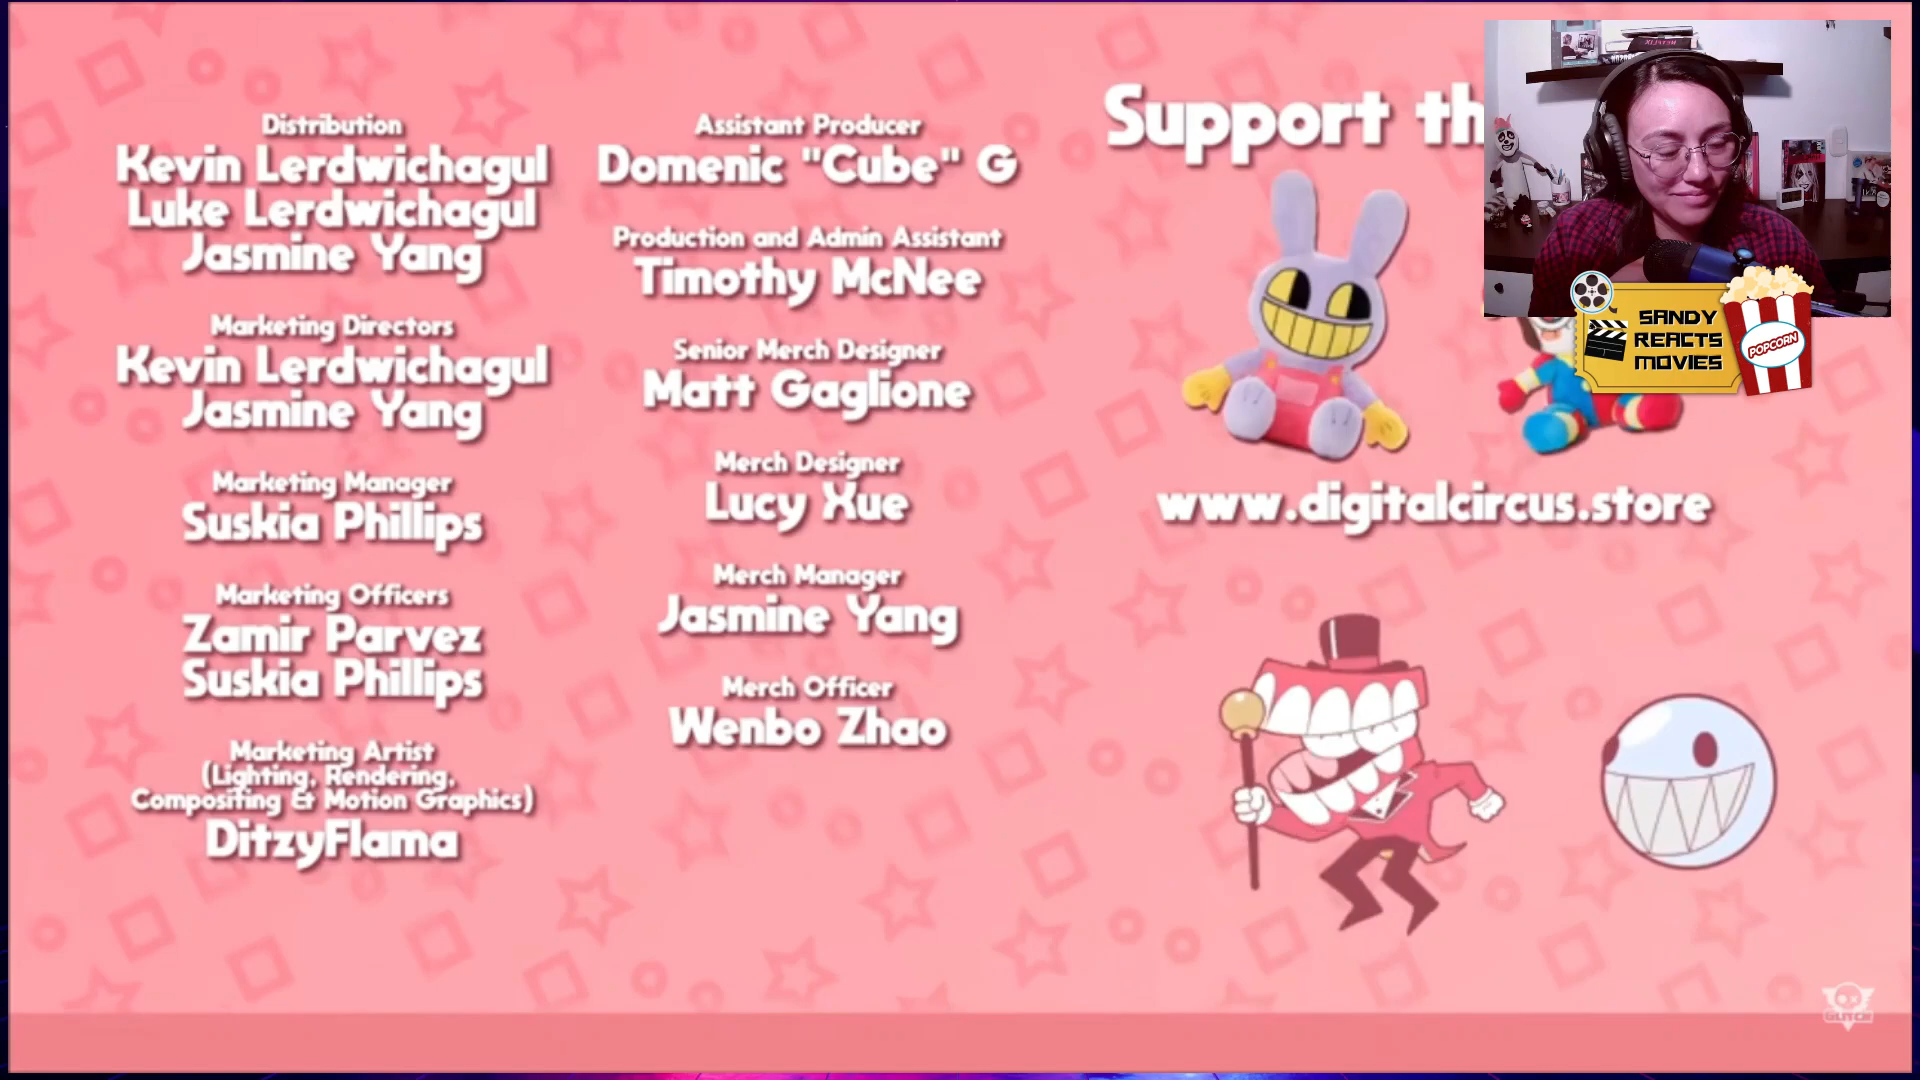 Distribution
Kevin Lerdwichagul
Luke Lerdwichagul
Jasmine Yang
Marketing Directors
Kevin Lerdwichagul
Jasmine Yang
Marketing Manager
Suskia Phillips
Marketing Officers
Zamir Parvez
Suskia Phillips
Marketing Artist
(Lighting, Rendering,
Compositing & Motion Graphics)
DitzyFlama
Assistant Producer
Domenic "Cube" G
Production and Admin Assistant
Timothy McNee
Senior Merch Designer
Matt Gaglione
Merch Designer
Lucy Xue
Merch Manager
Jasmine Yang
Merch Officer
Wenbo Zhao
Support th
www.digitalcircus.store
SANDY
REACTS
MOVIES
POPCORN
GLITCH